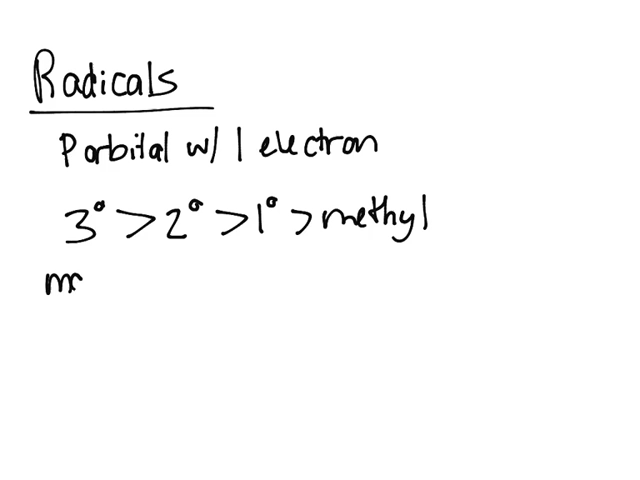 Radicals
P orbital w/ 1 electron
3° > 2° > 1° > methyl